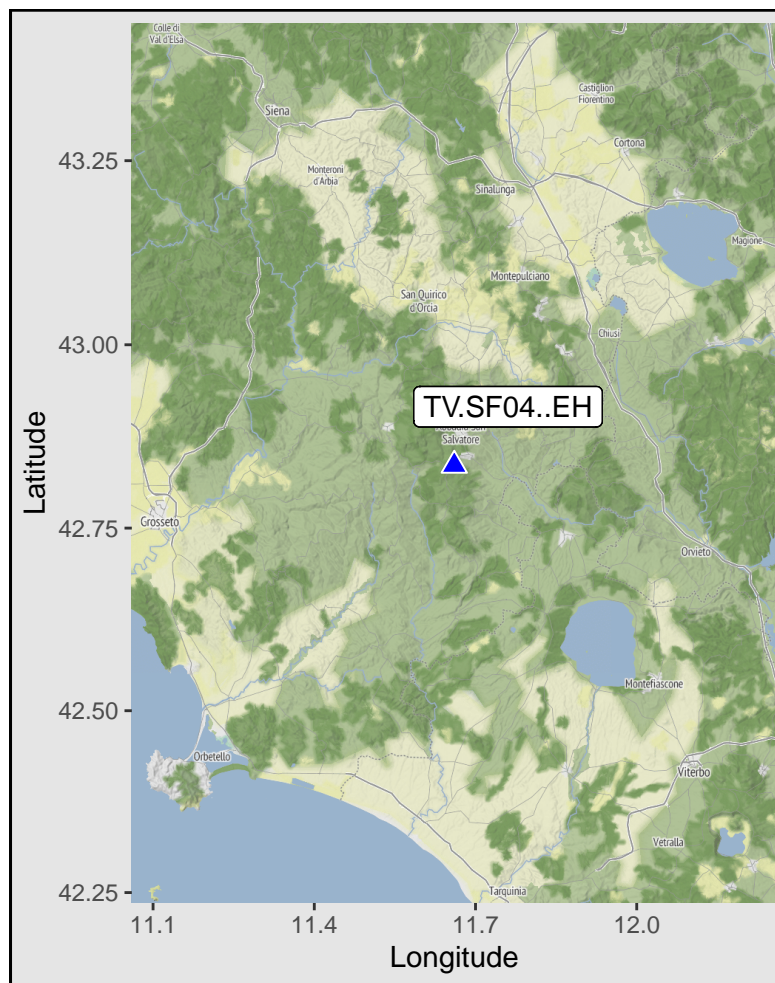 Colle di
Val d'Elsa
Siena
Castiglion
Fiorentino
Cortona
Monteroni
d'Arbia
Sinalunga
Magione
Montepulciano
San Quirico
d'Orcia
Chiusi
TV.SF04..EH
Salvatore
Grosseto
Orvieto
Montefiascone
Orbetello
Viterbo
Vetralla
Tarquinia
43.25
43.00
42.75
42.50
42.25
Latitude
11.1
11.4
11.7
12.0
Longitude